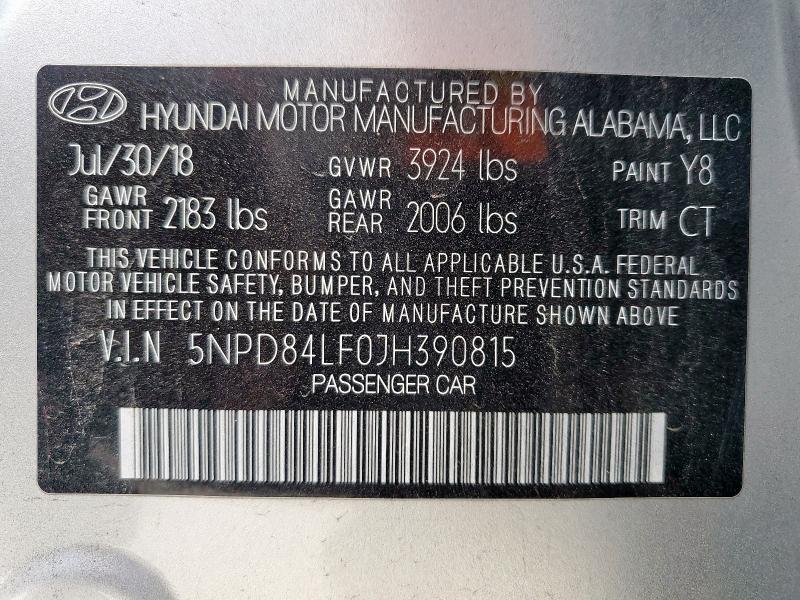 MANUFACTURED BY
HYUNDAI MOTOR MANUFACTURING ALABAMA, LLC
Jul/30/18 GVWR 3924 lbs PAINT Y8
GAWR FRONT 2183 lbs GAWR REAR 2006 lbs TRIM CT
THIS VEHICLE CONFORMS TO ALL APPLICABLE U.S.A. FEDERAL
MOTOR VEHICLE SAFETY, BUMPER, AND THEFT PREVENTION STANDARDS
IN EFFECT ON THE DATE OF MANUFACTURE SHOWN ABOVE
V.I.N 5NPD84LF0JH390815
PASSENGER CAR